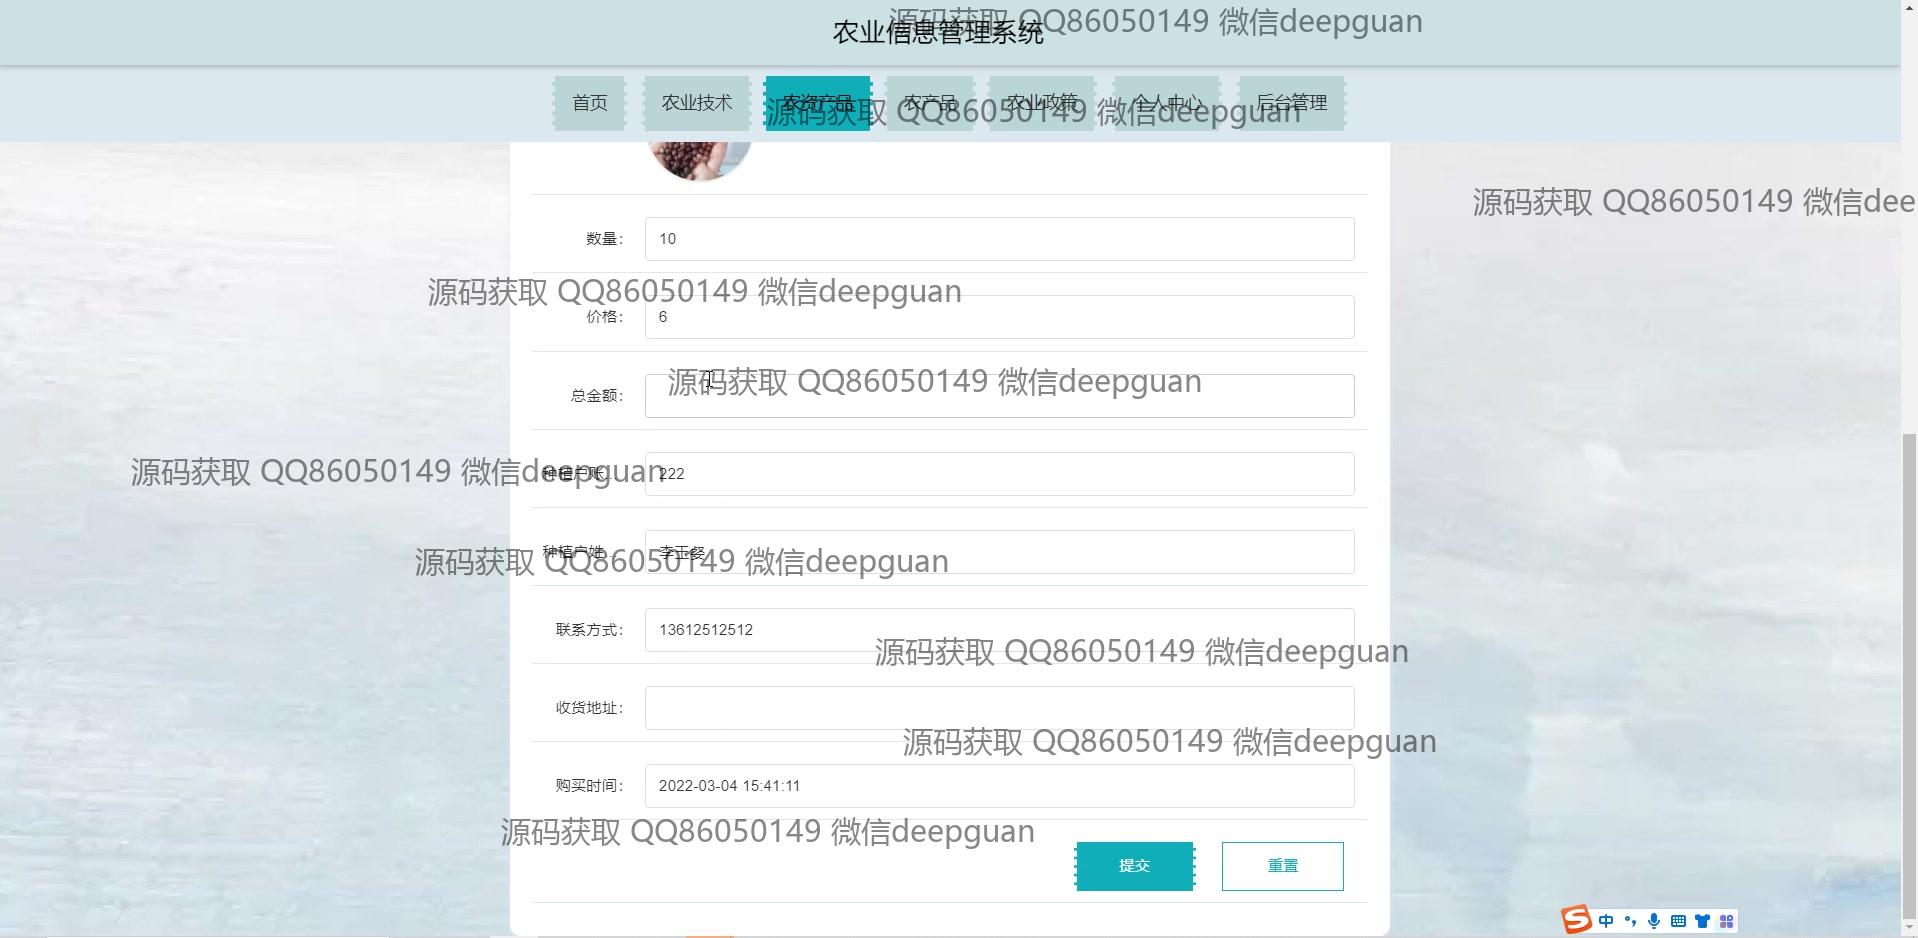 农业信息管理系统
源码获取 QQ86050149 微信deepguan
首页
农业技术
农资产品
农产品
农业政策
个人中心
后台管理
源码获取 QQ86050149 微信deepguan
源码获取 QQ86050149 微信dee
数量：
10
源码获取 QQ86050149 微信deepguan
价格：
6
源码获取 QQ86050149 微信deepguan
总金额：
源码获取 QQ86050149 微信deepguan
种植户账...
222
种植户姓...
源码获取 QQ86050149 微信deepguan
联系方式：
13612512512
源码获取 QQ86050149 微信deepguan
收货地址：
源码获取 QQ86050149 微信deepguan
购买时间：
2022-03-04 15:41:11
源码获取 QQ86050149 微信deepguan
提交
重置
S 中